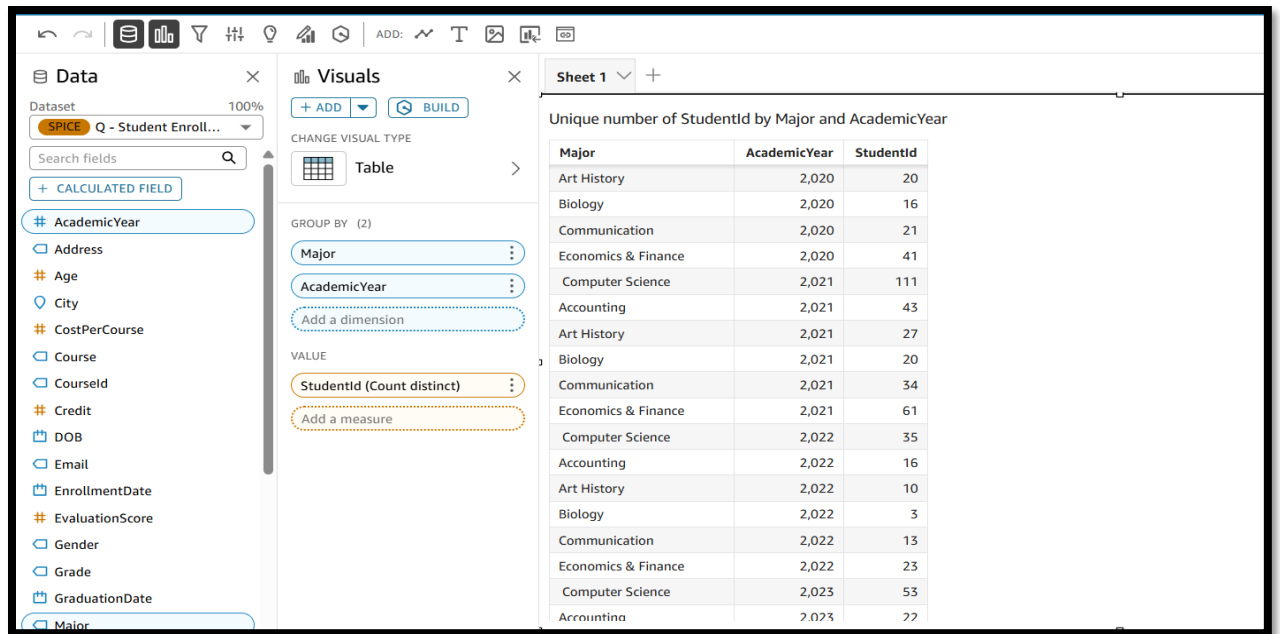 ADD:
Data
Dataset 100%
SPICE Q - Student Enroll...
Search fields
+ CALCULATED FIELD
# AcademicYear
Address
# Age
City
# CostPerCourse
Course
CourseId
# Credit
DOB
Email
EnrollmentDate
# EvaluationScore
Gender
Grade
GraduationDate
Major
Visuals
+ ADD BUILD
CHANGE VISUAL TYPE
Table
GROUP BY (2)
Major
AcademicYear
Add a dimension
VALUE
StudentId (Count distinct)
Add a measure
Sheet 1 +
Unique number of StudentId by Major and AcademicYear
Major AcademicYear StudentId
Art History 2,020 20
Biology 2,020 16
Communication 2,020 21
Economics & Finance 2,020 41
Computer Science 2,021 111
Accounting 2,021 43
Art History 2,021 27
Biology 2,021 20
Communication 2,021 34
Economics & Finance 2,021 61
Computer Science 2,022 35
Accounting 2,022 16
Art History 2,022 10
Biology 2,022 3
Communication 2,022 13
Economics & Finance 2,022 23
Computer Science 2,023 53
Accounting 2,023 22